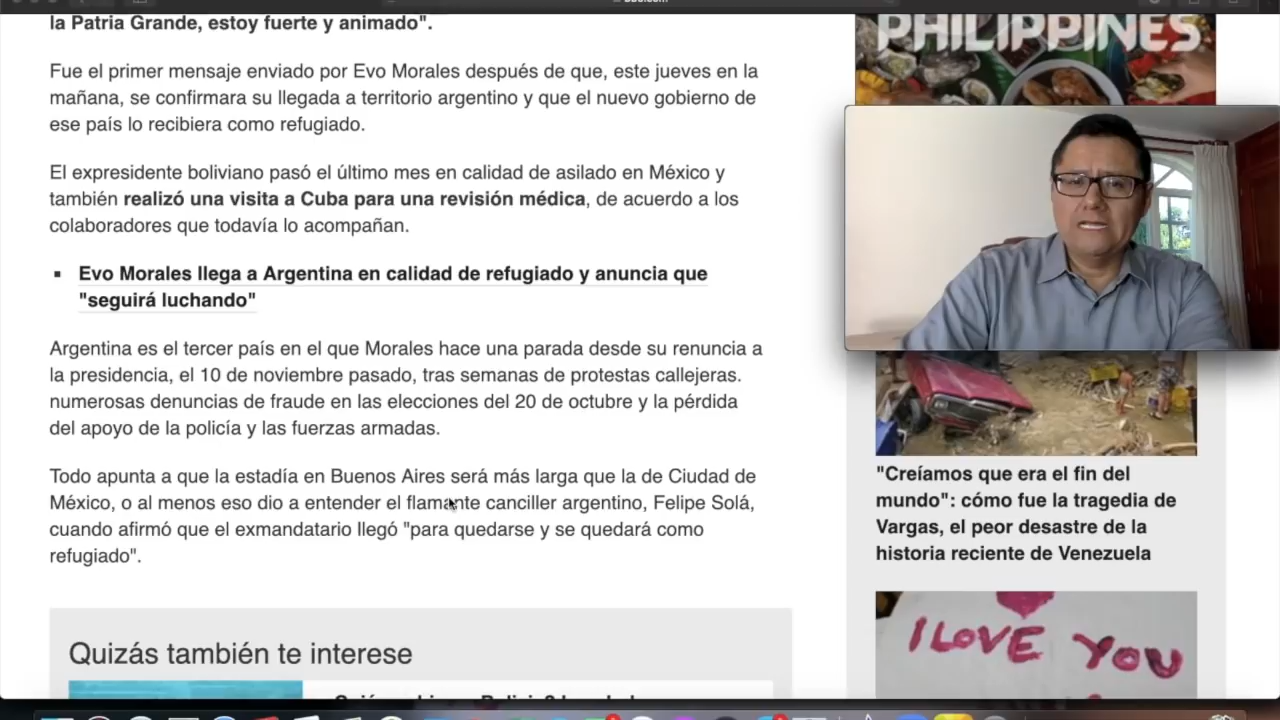 la Patria Grande, estoy fuerte y animado".
Fue el primer mensaje enviado por Evo Morales después de que, este jueves en la
mañana, se confirmara su llegada a territorio argentino y que el nuevo gobierno de
ese país lo recibiera como refugiado.
El expresidente boliviano pasó el último mes en calidad de asilado en México y
también realizó una visita a Cuba para una revisión médica, de acuerdo a los
colaboradores que todavía lo acompañan.
▪ Evo Morales llega a Argentina en calidad de refugiado y anuncia que
"seguirá luchando"
Argentina es el tercer país en el que Morales hace una parada desde su renuncia a
la presidencia, el 10 de noviembre pasado, tras semanas de protestas callejeras.
numerosas denuncias de fraude en las elecciones del 20 de octubre y la pérdida
del apoyo de la policía y las fuerzas armadas.
Todo apunta a que la estadía en Buenos Aires será más larga que la de Ciudad de
México, o al menos eso dio a entender el flamante canciller argentino, Felipe Solá,
cuando afirmó que el exmandatario llegó "para quedarse y se quedará como
refugiado".
Quizás también te interese
PHILIPPINES
"Creíamos que era el fin del
mundo": cómo fue la tragedia de
Vargas, el peor desastre de la
historia reciente de Venezuela
I LOVE YOU